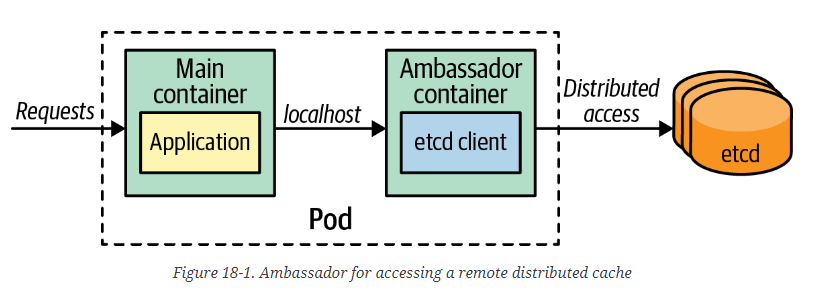 Requests
Main
container
Application
localhost
Ambassador
container
etcd client
Distributed
access
etcd
Pod
Figure 18-1. Ambassador for accessing a remote distributed cache